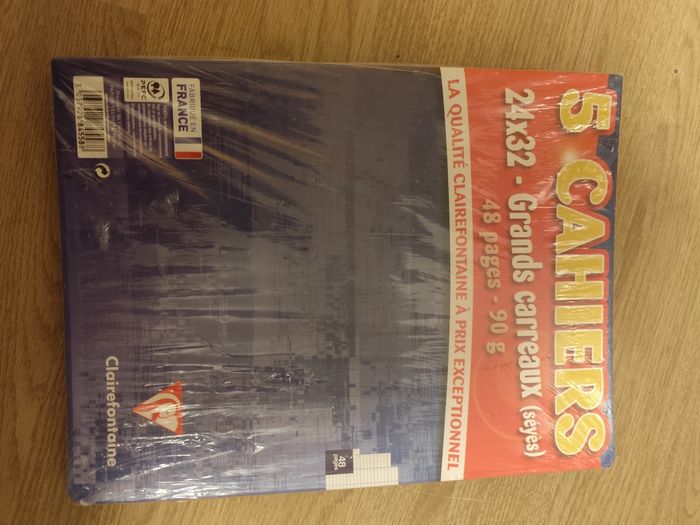 5 CAHIERS
24x32 - Grands carreaux (séyès)
48 pages - 90 g
LA QUALITÉ CLAIREFONTAINE À PRIX EXCEPTIONNEL
FABRIQUÉ EN
FRANCE
PEFC
48
pages
Clairefontaine